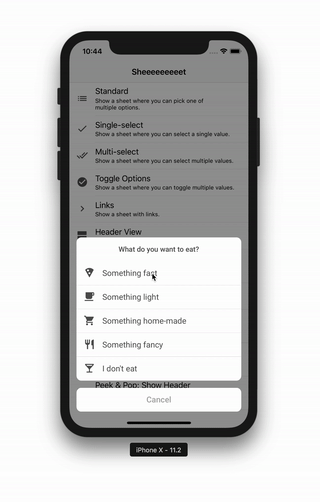 10:44
Sheeeeeeeeet
Standard
Show a sheet where you can pick one of
multiple values.
Single-select
Show a sheet where you can select a single value.
Multi-select
Show a sheet where you can select multiple values.
Toggle Options
Show a sheet where you can toggle multiple values.
Links
Show a sheet with links.
Header View
What do you want to eat?
Something fast
Something light
Something home-made
Something fancy
I don't eat
Peek & Pop: Show Header
Cancel
iPhone X - 11.2